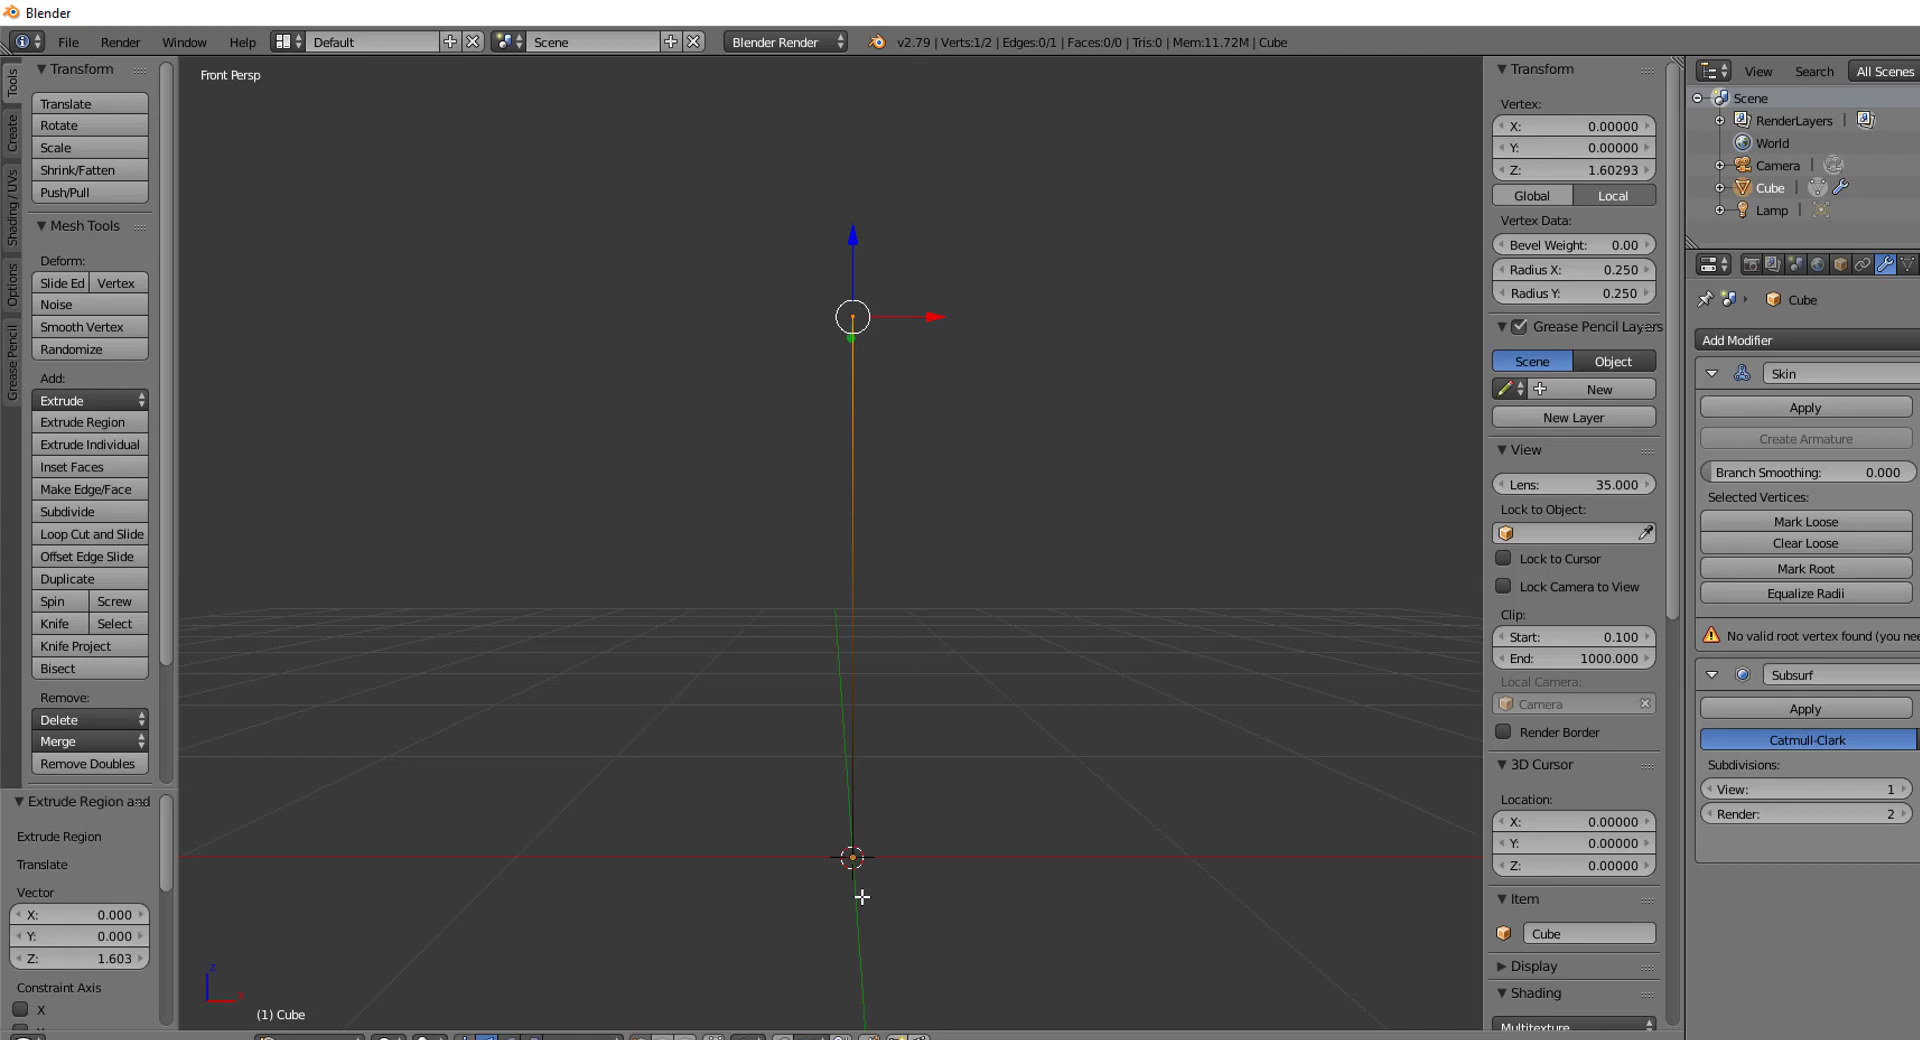 Blender
File Render Window Help Default Scene Blender Render v2.79 | Verts:1/2 | Edges:0/1 | Faces:0/0 | Tris:0 | Mem:11.72M | Cube
Tools
Create
Shading / UVs
Options
Grease Pencil
Transform
Translate
Rotate
Scale
Shrink/Fatten
Push/Pull
Mesh Tools
Deform:
Slide Ed Vertex
Noise
Smooth Vertex
Randomize
Add:
Extrude
Extrude Region
Extrude Individual
Inset Faces
Make Edge/Face
Subdivide
Loop Cut and Slide
Offset Edge Slide
Duplicate
Spin Screw
Knife Select
Knife Project
Bisect
Remove:
Delete
Merge
Remove Doubles
Extrude Region and
Extrude Region
Translate
Vector
X: 0.000
Y: 0.000
Z: 1.603
Constraint Axis
X
Front Persp
z
(1) Cube
Transform
Vertex:
X: 0.00000
Y: 0.00000
Z: 1.60293
Global Local
Vertex Data:
Bevel Weight: 0.00
Radius X: 0.250
Radius Y: 0.250
Grease Pencil Layers
Scene Object
New
New Layer
View
Lens: 35.000
Lock to Object:
Lock to Cursor
Lock Camera to View
Clip:
Start: 0.100
End: 1000.000
Local Camera:
Camera
Render Border
3D Cursor
Location:
X: 0.00000
Y: 0.00000
Z: 0.00000
Item
Cube
Display
Shading
Multitexture
View Search All Scenes
Scene
RenderLayers
World
Camera
Cube
Lamp
Cube
Add Modifier
Skin
Apply
Create Armature
Branch Smoothing: 0.000
Selected Vertices:
Mark Loose
Clear Loose
Mark Root
Equalize Radii
No valid root vertex found (you nee
Subsurf
Apply
Catmull-Clark
Subdivisions:
View: 1
Render: 2